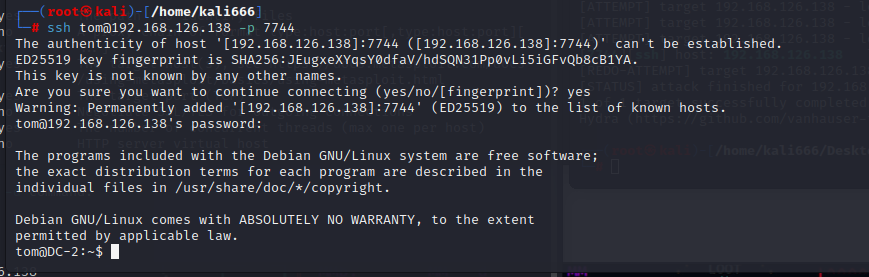 (root㉿kali)-[/home/kali666]
# ssh tom@192.168.126.138 -p 7744
The authenticity of host '[192.168.126.138]:7744 ([192.168.126.138]:7744)' can't be established.
ED25519 key fingerprint is SHA256:JEugxeXYqsY0dfaV/hdSQN31Pp0vLi5iGFvQb8cB1YA.
This key is not known by any other names.
Are you sure you want to continue connecting (yes/no/[fingerprint])? yes
Warning: Permanently added '[192.168.126.138]:7744' (ED25519) to the list of known hosts.
tom@192.168.126.138's password:
The programs included with the Debian GNU/Linux system are free software;
the exact distribution terms for each program are described in the
individual files in /usr/share/doc/*/copyright.
Debian GNU/Linux comes with ABSOLUTELY NO WARRANTY, to the extent
permitted by applicable law.
tom@DC-2:~$